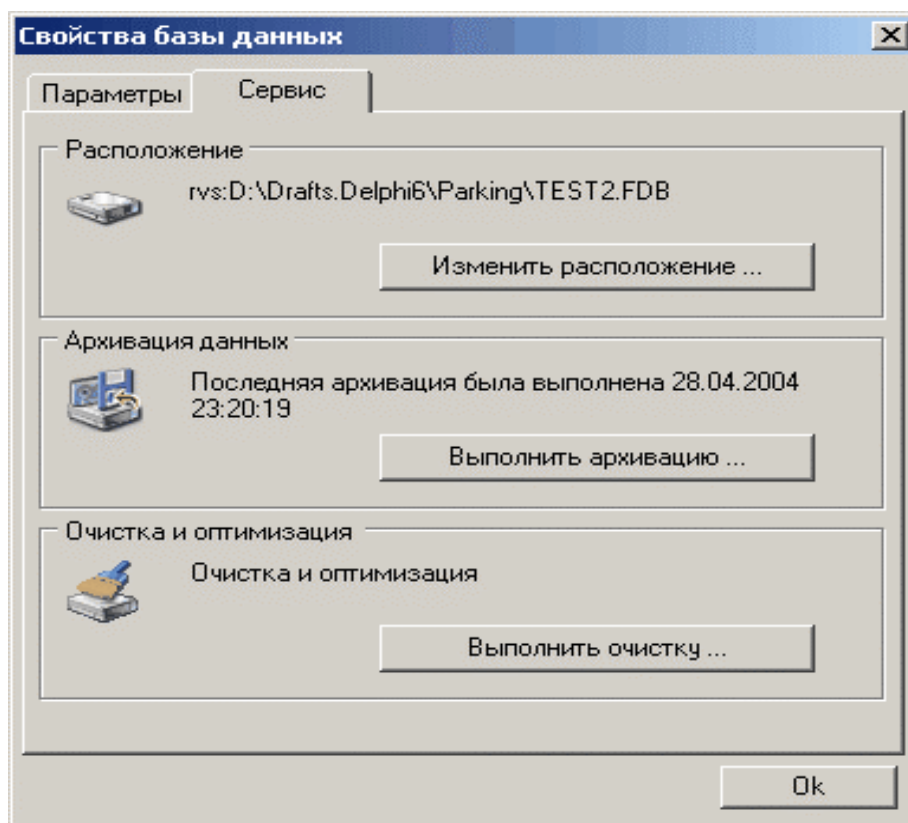 Свойства базы данных
Параметры
Сервис
Расположение
rvs:D:\Drafts.Delphi6\Parking\TEST2.FDB
Изменить расположение ...
Архивация данных
Последняя архивация была выполнена 28.04.2004
23:20:19
Выполнить архивацию ...
Очистка и оптимизация
Очистка и оптимизация
Выполнить очистку ...
Ok